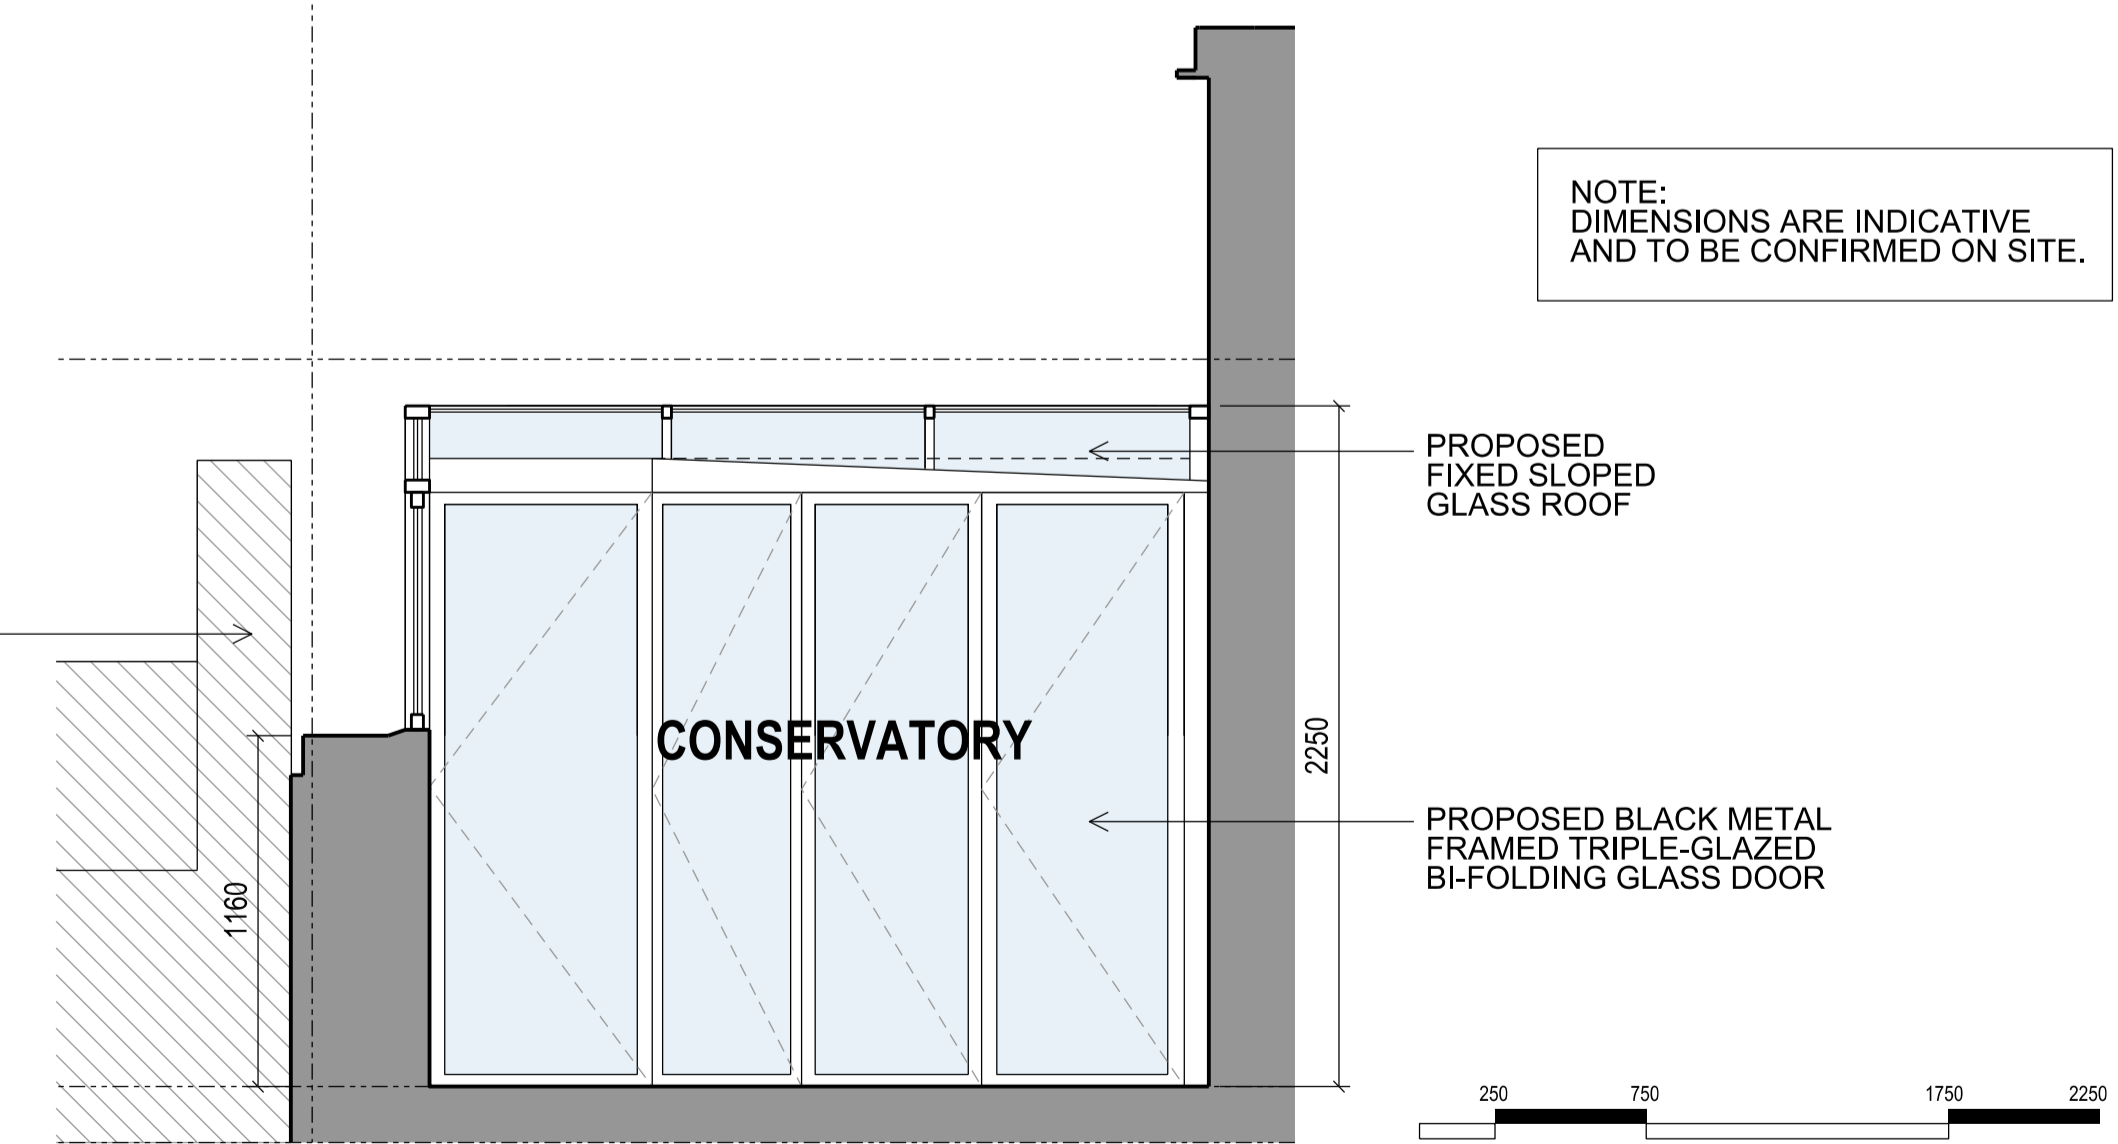 NOTE:
DIMENSIONS ARE INDICATIVE
AND TO BE CONFIRMED ON SITE.
PROPOSED
FIXED SLOPED
GLASS ROOF
CONSERVATORY
2250
PROPOSED BLACK METAL
FRAMED TRIPLE-GLAZED
BI-FOLDING GLASS DOOR
1160
250 750 1750 2250